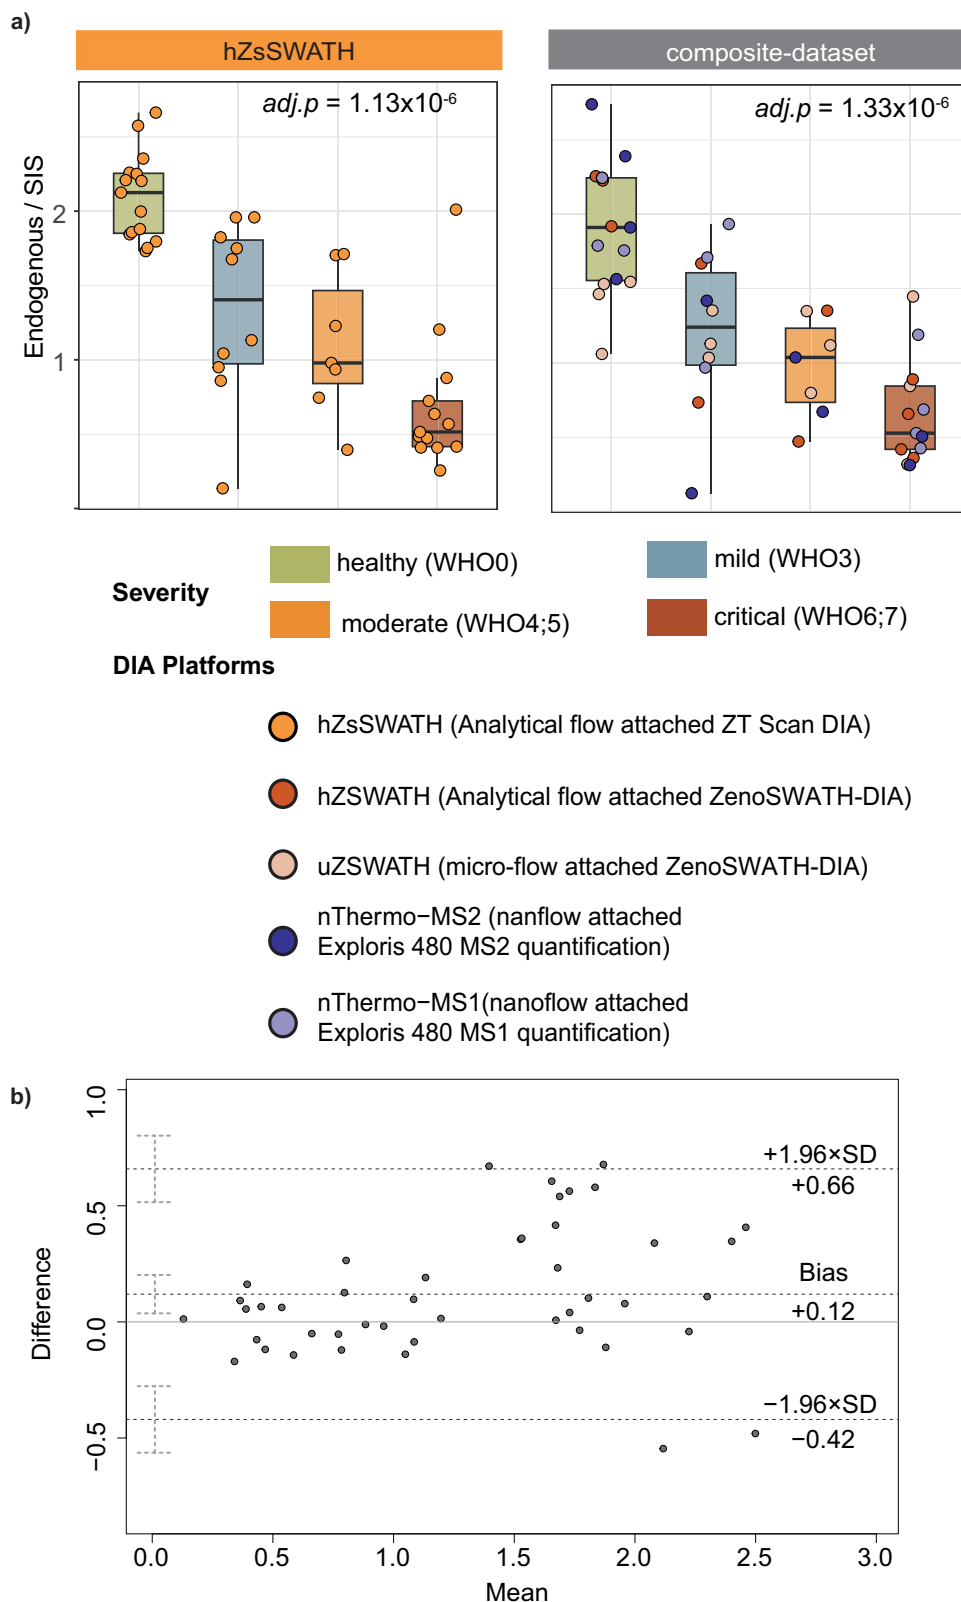 a)
hZsSWATH
composite-dataset
adj.p = 1.13x10-6
adj.p = 1.33x10-6
Endogenous / SIS
2
1
healthy (WHO0)
mild (WHO3)
Severity
moderate (WHO4;5)
critical (WHO6;7)
DIA Platforms
hZsSWATH (Analytical flow attached ZT Scan DIA)
hZSWATH (Analytical flow attached ZenoSWATH-DIA)
uZSWATH (micro-flow attached ZenoSWATH-DIA)
nThermo−MS2 (nanflow attached
Exploris 480 MS2 quantification)
nThermo−MS1(nanoflow attached
Exploris 480 MS1 quantification)
b)
Difference
1.0
0.5
0.0
−0.5
+1.96×SD
+0.66
Bias
+0.12
−1.96×SD
−0.42
0.0 0.5 1.0 1.5 2.0 2.5 3.0
Mean